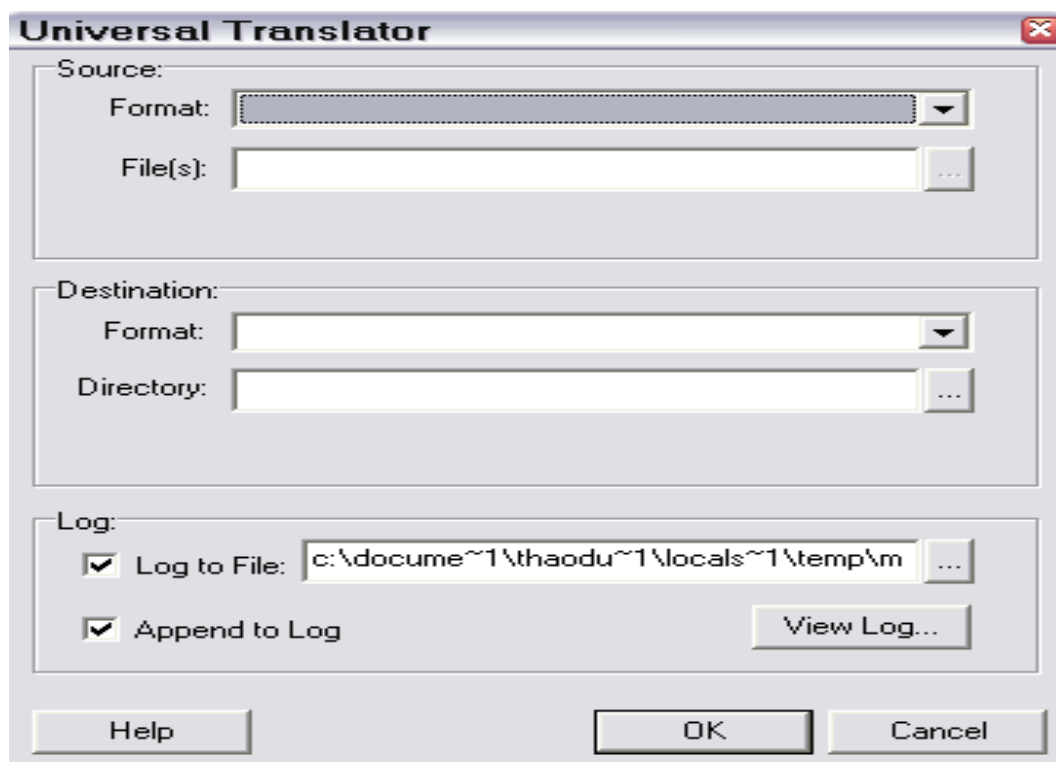 Universal Translator
Source:
Format:
File(s):
...
Destination:
Format:
Directory:
...
Log:
Log to File: c:\docume~1\thaodu~1\locals~1\temp\m ...
Append to Log View Log...
Help OK Cancel